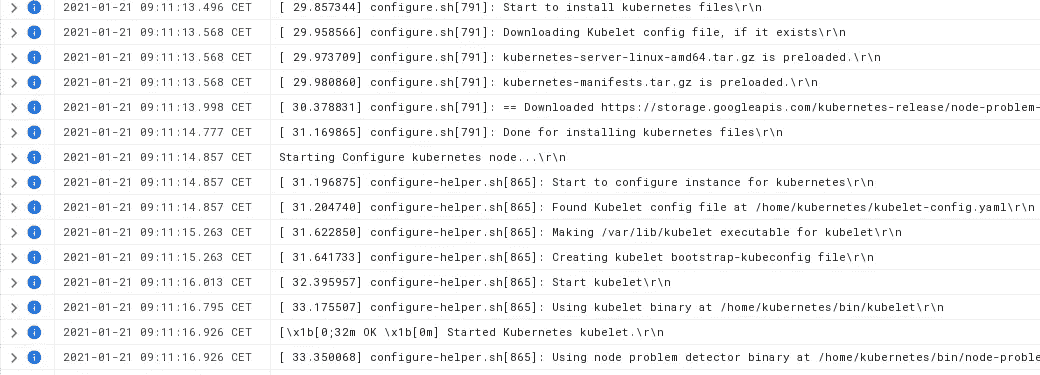 2021-01-21 09:11:13.496 CET [ 29.857344] configure.sh[791]: Start to install kubernetes files\r\n
2021-01-21 09:11:13.568 CET [ 29.958566] configure.sh[791]: Downloading Kubelet config file, if it exists\r\n
2021-01-21 09:11:13.568 CET [ 29.973709] configure.sh[791]: kubernetes-server-linux-amd64.tar.gz is preloaded.\r\n
2021-01-21 09:11:13.568 CET [ 29.980860] configure.sh[791]: kubernetes-manifests.tar.gz is preloaded.\r\n
2021-01-21 09:11:13.998 CET [ 30.378831] configure.sh[791]: == Downloaded https://storage.googleapis.com/kubernetes-release/node-problem-
2021-01-21 09:11:14.777 CET [ 31.169865] configure.sh[791]: Done for installing kubernetes files\r\n
2021-01-21 09:11:14.857 CET Starting Configure kubernetes node...\r\n
2021-01-21 09:11:14.857 CET [ 31.196875] configure-helper.sh[865]: Start to configure instance for kubernetes\r\n
2021-01-21 09:11:14.857 CET [ 31.204740] configure-helper.sh[865]: Found Kubelet config file at /home/kubernetes/kubelet-config.yaml\r\n
2021-01-21 09:11:15.263 CET [ 31.622850] configure-helper.sh[865]: Making /var/lib/kubelet executable for kubelet\r\n
2021-01-21 09:11:15.263 CET [ 31.641733] configure-helper.sh[865]: Creating kubelet bootstrap-kubeconfig file\r\n
2021-01-21 09:11:16.013 CET [ 32.395957] configure-helper.sh[865]: Start kubelet\r\n
2021-01-21 09:11:16.795 CET [ 33.175507] configure-helper.sh[865]: Using kubelet binary at /home/kubernetes/bin/kubelet\r\n
2021-01-21 09:11:16.926 CET [\x1b[0;32m OK \x1b[0m] Started Kubernetes kubelet.\r\n
2021-01-21 09:11:16.926 CET [ 33.350068] configure-helper.sh[865]: Using node problem detector binary at /home/kubernetes/bin/node-proble